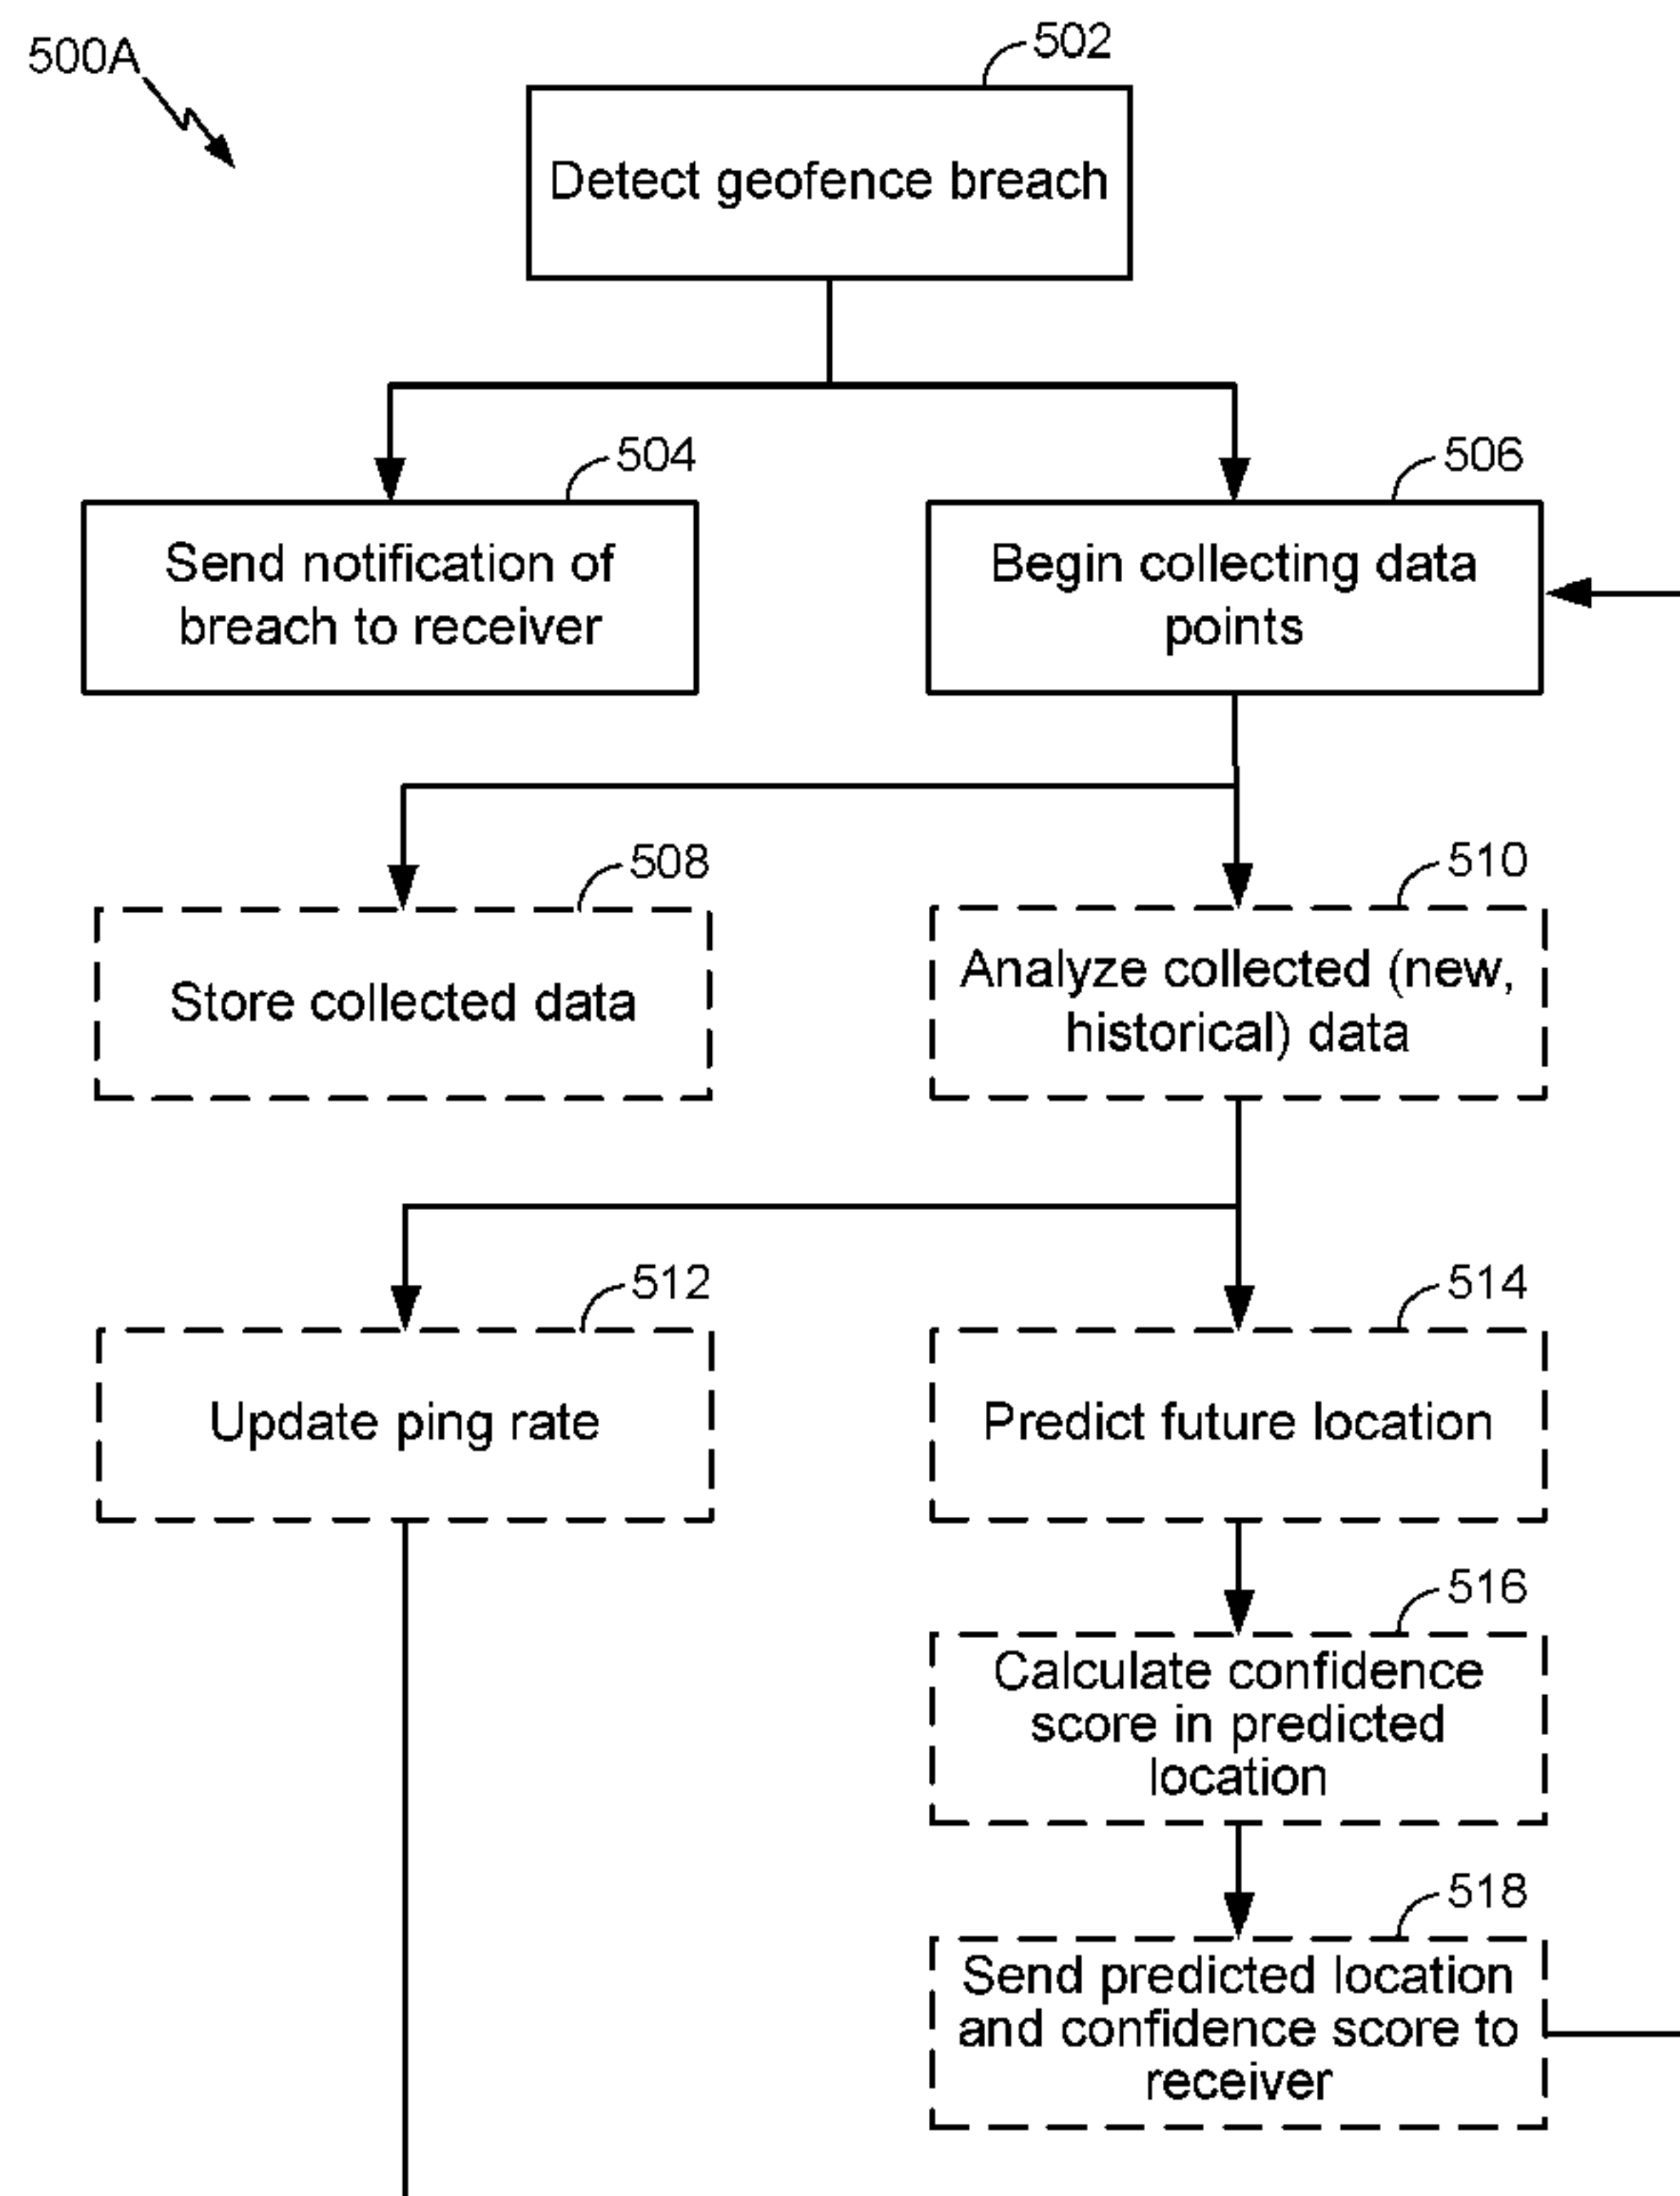 500A
502
Detect geofence breach
504
Send notification of
breach to receiver
506
Begin collecting data
points
508
Store collected data
510
Analyze collected (new,
historical) data
512
Update ping rate
514
Predict future location
516
Calculate confidence
score in predicted
location
518
Send predicted location
and confidence score to
receiver